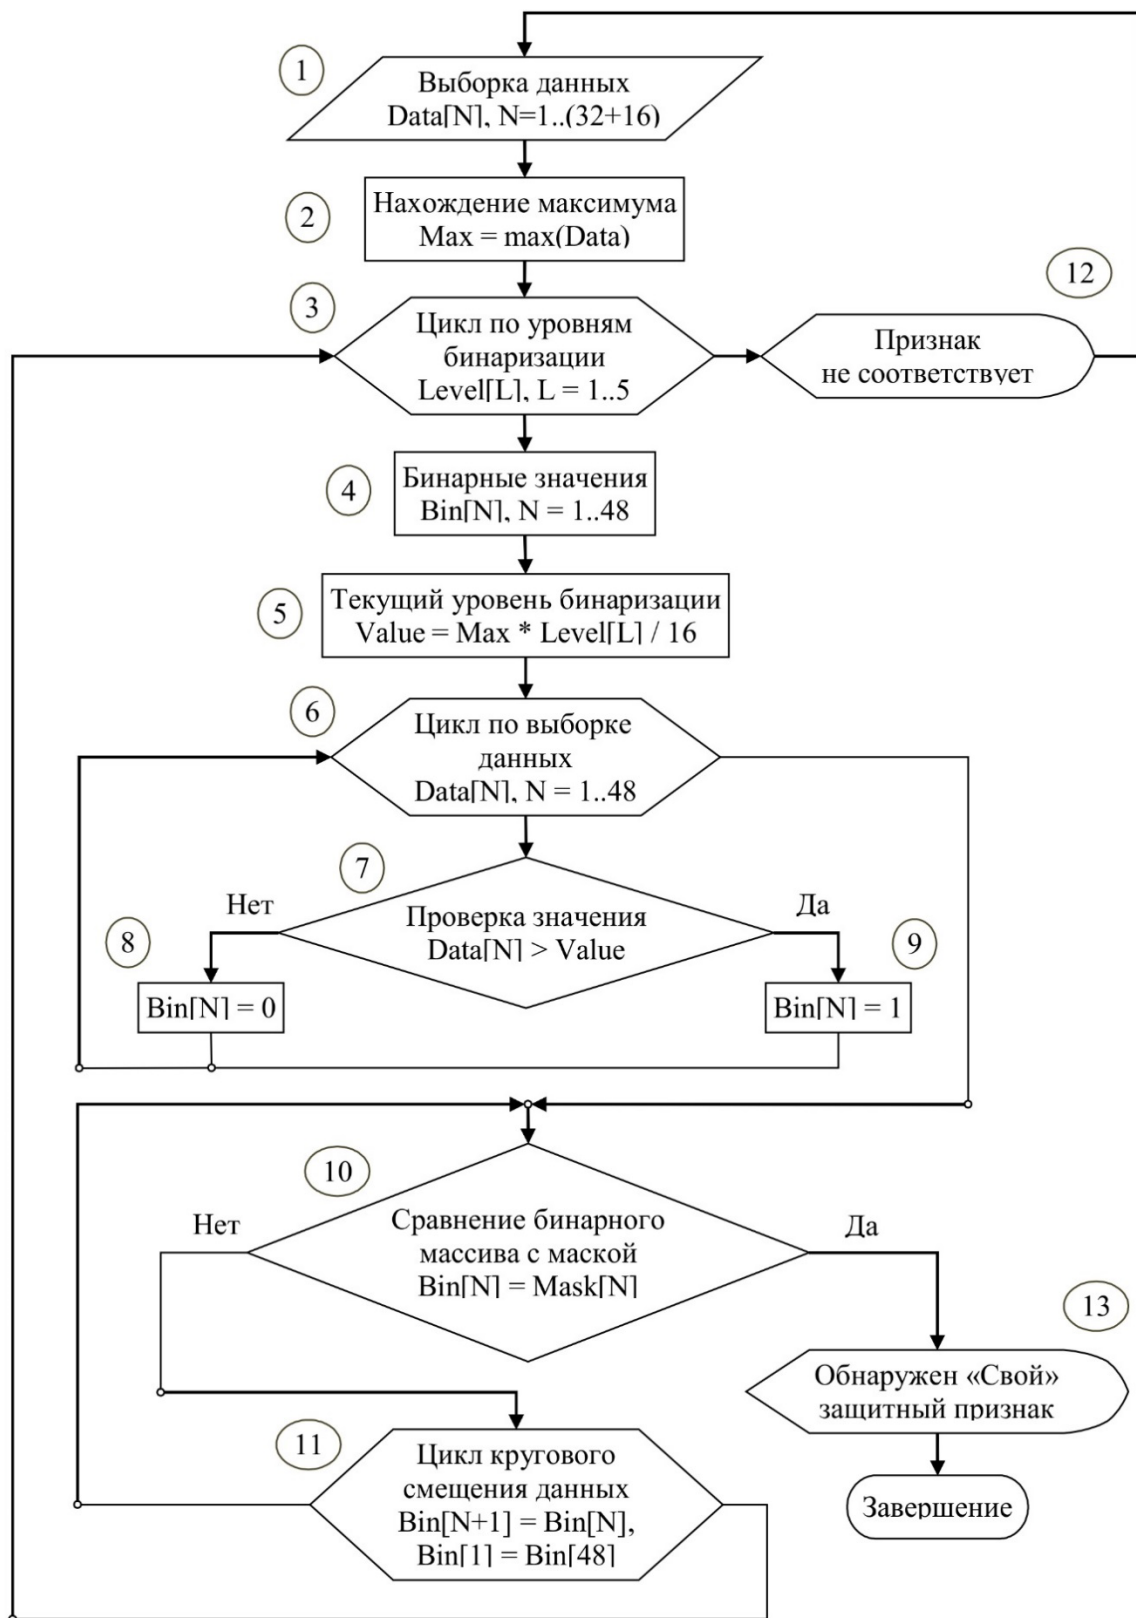 1
Выборка данных
Data[N], N=1..(32+16)
2
Нахождение максимума
Max = max(Data)
12
3
Цикл по уровням
бинаризации
Level[L], L = 1..5
Признак
не соответствует
4
Бинарные значения
Bin[N], N = 1..48
5
Текущий уровень бинаризации
Value = Max * Level[L] / 16
6
Цикл по выборке
данных
Data[N], N = 1..48
7
Нет
Да
Проверка значения
Data[N] > Value
8
9
Bin[N] = 0
Bin[N] = 1
10
Нет
Да
Сравнение бинарного
массива с маской
Bin[N] = Mask[N]
13
Обнаружен «Свой»
защитный признак
11
Цикл кругового
смещения данных
Bin[N+1] = Bin[N],
Bin[1] = Bin[48]
Завершение